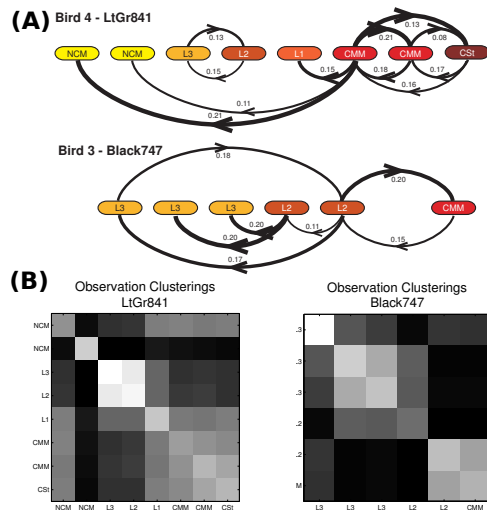 (A)
Bird 4 - LtGr841
0.13
0.13
0.21
0.08
NCM NCM L3 L2 L1 CMM CMM CSt
0.15
0.15
0.18
0.17
0.16
0.11
0.21
Bird 3 - Black747
0.18
0.20
L3 L3 L3 L2 L2 CMM
0.20
0.11
0.20
0.15
0.17
(B)
Observation Clusterings
LtGr841
NCM
NCM
L3
L2
L1
CMM
CMM
CSt
NCM NCM L3 L2 L1 CMM CMM CSt
Observation Clusterings
Black747
.3
.3
.3
.2
.2
M
L3 L3 L3 L2 L2 CMM